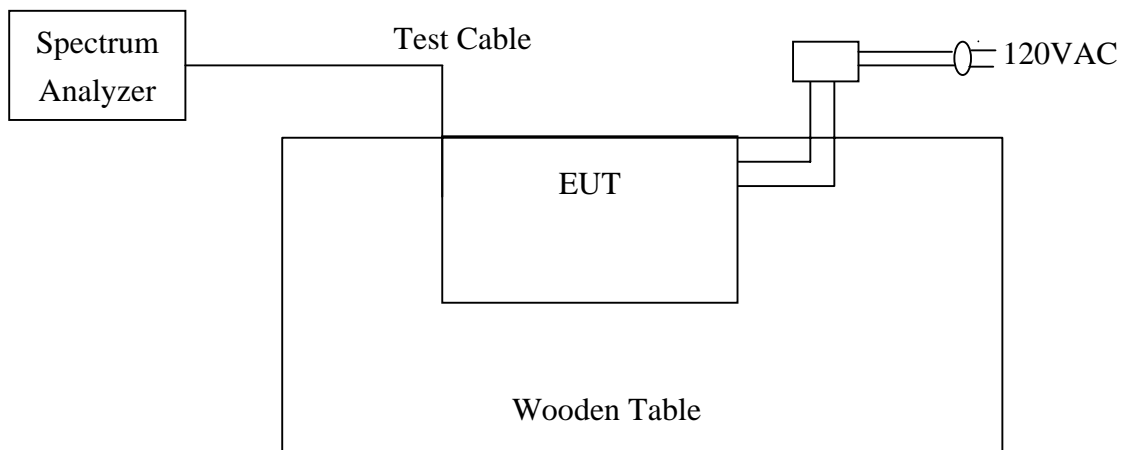 Spectrum
Analyzer
Test Cable
120VAC
EUT
Wooden Table